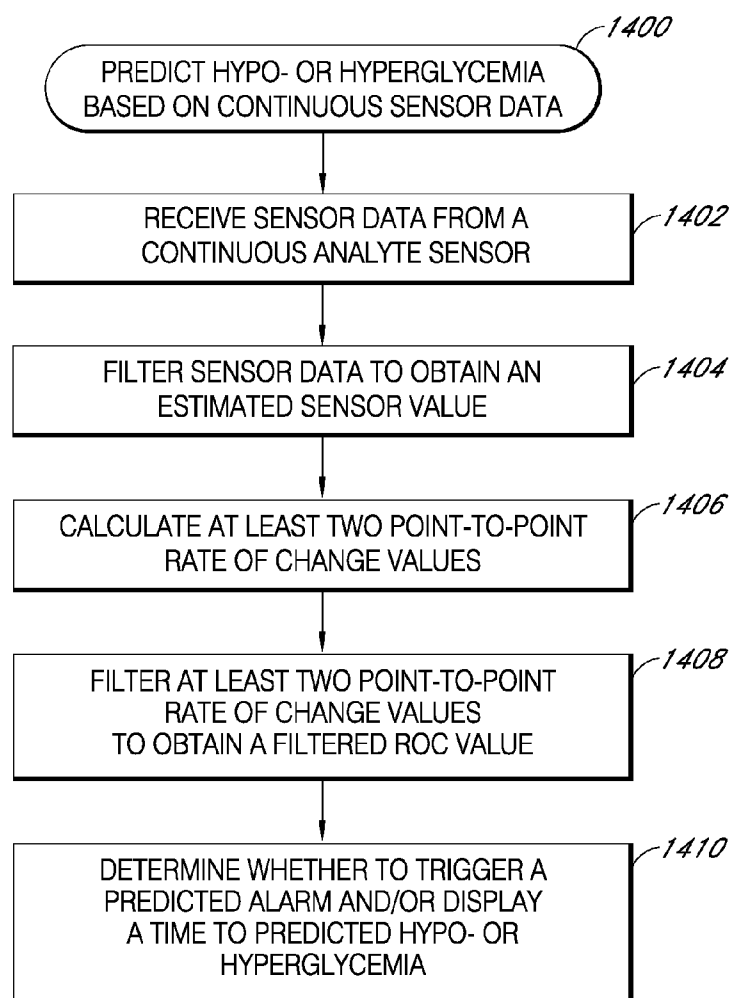 1400
PREDICT HYPO- OR HYPERGLYCEMIA
BASED ON CONTINUOUS SENSOR DATA
1402
RECEIVE SENSOR DATA FROM A
CONTINUOUS ANALYTE SENSOR
1404
FILTER SENSOR DATA TO OBTAIN AN
ESTIMATED SENSOR VALUE
1406
CALCULATE AT LEAST TWO POINT-TO-POINT
RATE OF CHANGE VALUES
1408
FILTER AT LEAST TWO POINT-TO-POINT
RATE OF CHANGE VALUES
TO OBTAIN A FILTERED ROC VALUE
1410
DETERMINE WHETHER TO TRIGGER A
PREDICTED ALARM AND/OR DISPLAY
A TIME TO PREDICTED HYPO- OR
HYPERGLYCEMIA